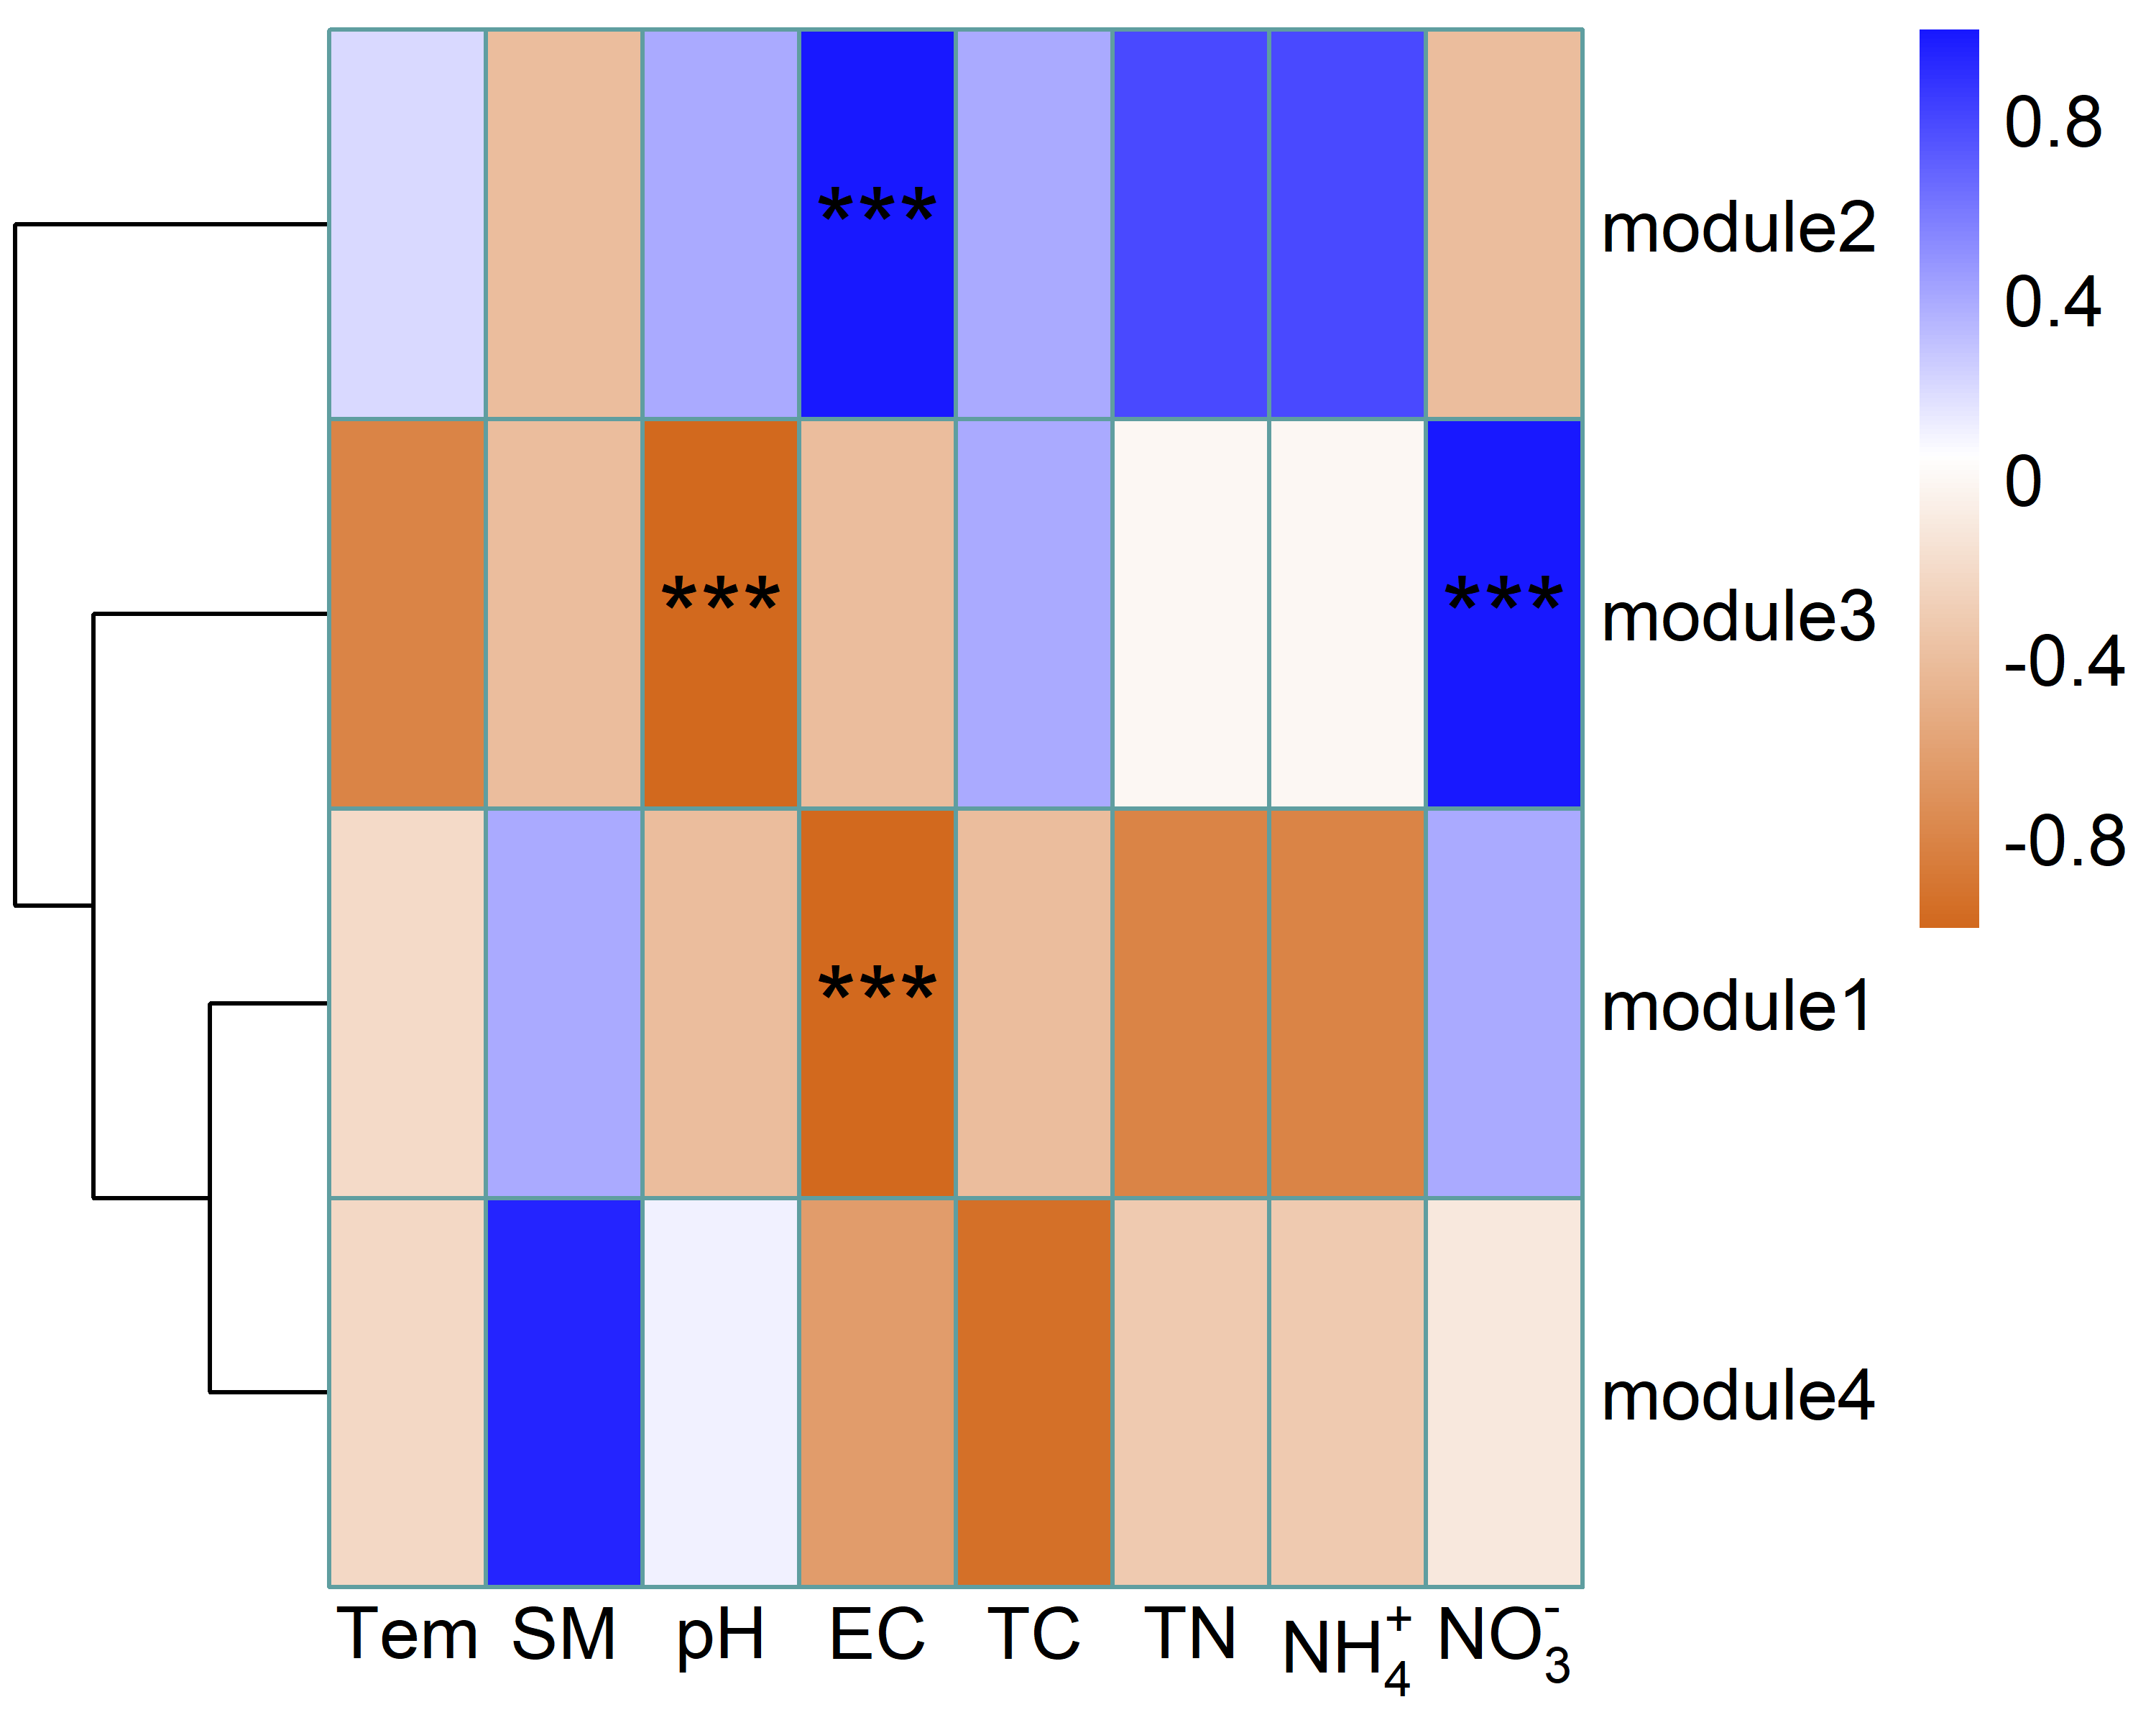 ***
module2
***
***
module3
***
module1
module4
0.8
0.4
0
-0.4
-0.8
Tem SM pH EC TC TN NH₄⁺ NO₃⁻